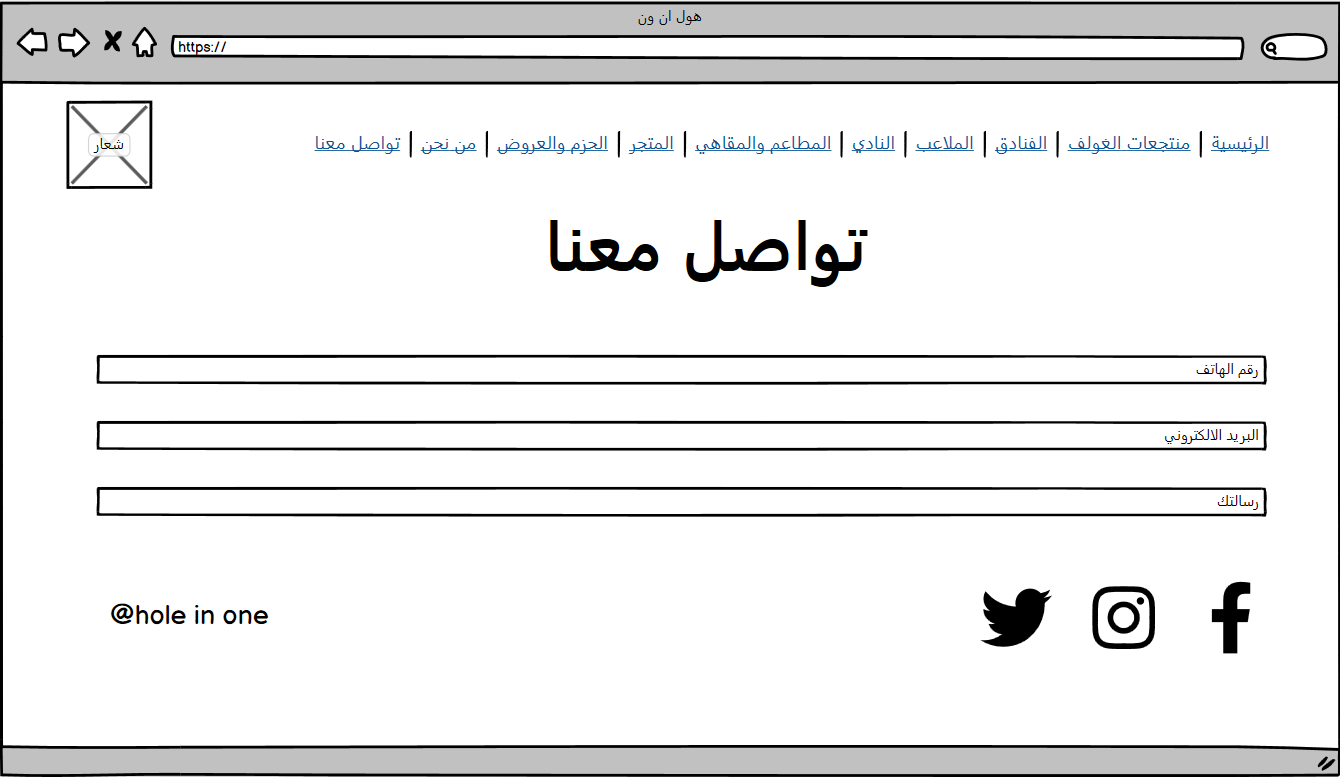 هول ان ون
https://
شعار
الرئيسية | منتجعات الغولف | الفنادق | الملاعب | النادي | المطاعم والمقاهي | المتجر | الحزم والعروض | من نحن | تواصل معنا
تواصل معنا
رقم الهاتف
البريد الالكتروني
رسالتك
@hole in one